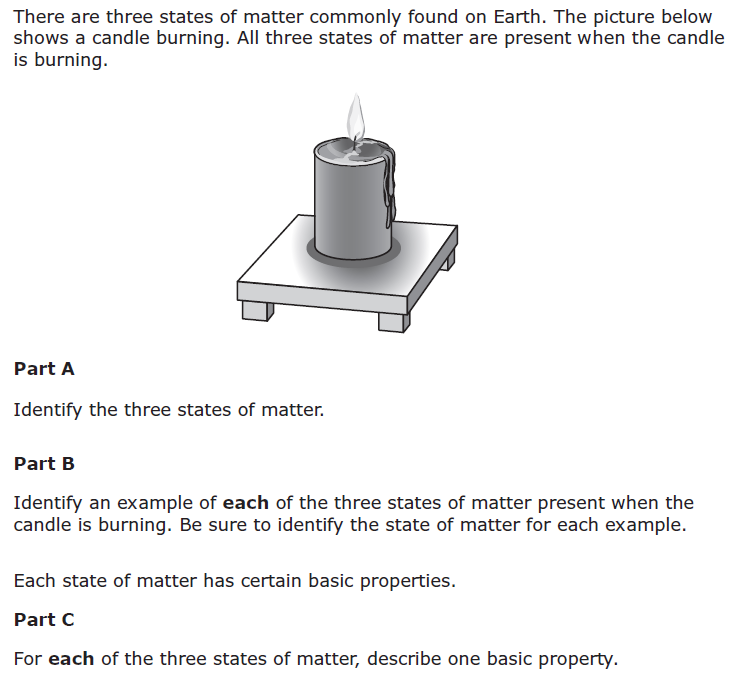 There are three states of matter commonly found on Earth. The picture below
shows a candle burning. All three states of matter are present when the candle
is burning.
Part A
Identify the three states of matter.
Part B
Identify an example of each of the three states of matter present when the
candle is burning. Be sure to identify the state of matter for each example.
Each state of matter has certain basic properties.
Part C
For each of the three states of matter, describe one basic property.